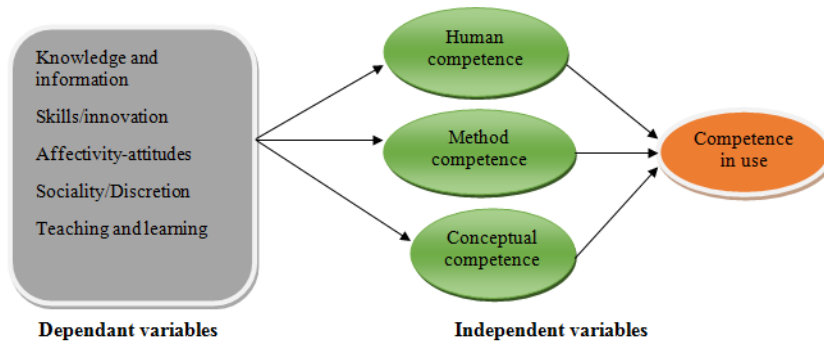 Knowledge and
information
Skills/innovation
Affectivity-attitudes
Sociality/Discretion
Teaching and learning
Human
competence
Method
competence
Conceptual
competence
Competence
in use
Dependant variables
Independent variables